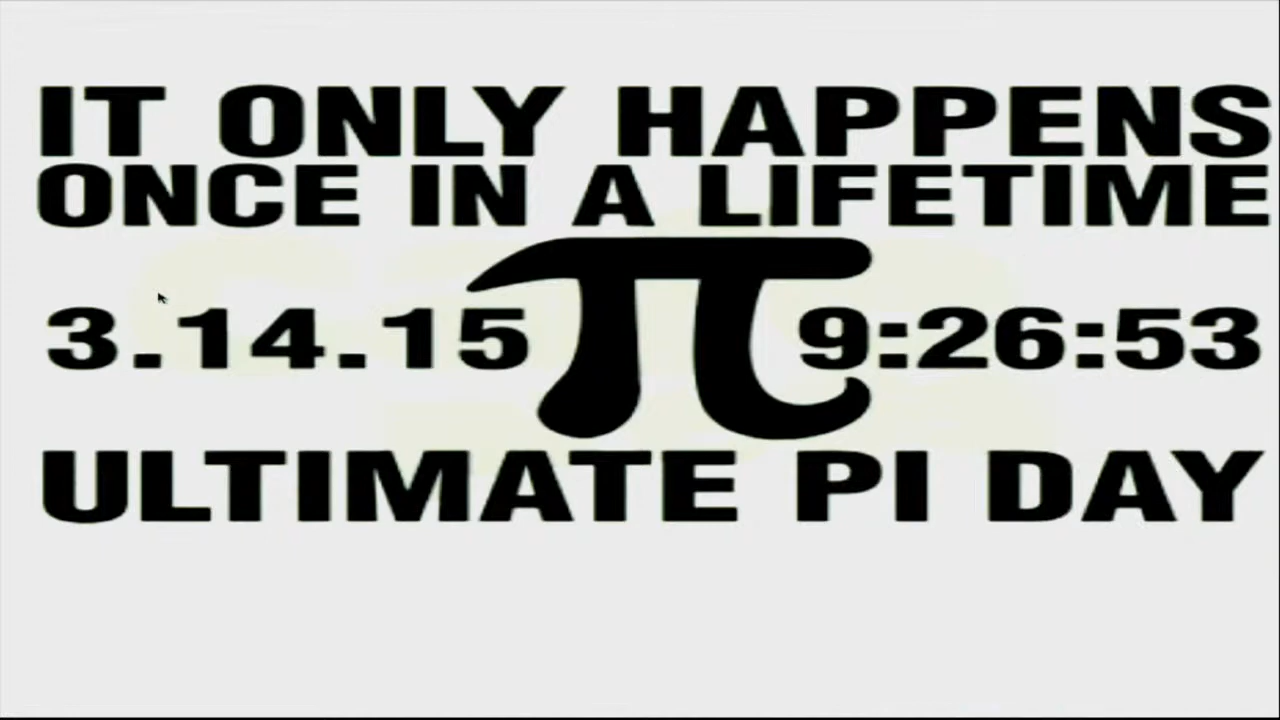 IT ONLY HAPPENS
ONCE IN A LIFETIME
3.14.15 π 9:26:53
ULTIMATE PI DAY